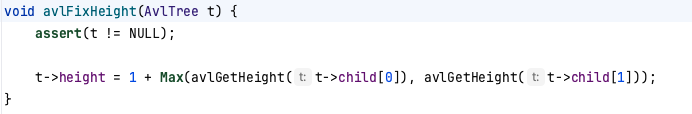 void avlFixHeight(AvlTree t) {
    assert(t != NULL);
    t->height = 1 + Max(avlGetHeight( t: t->child[0]), avlGetHeight( t: t->child[1]));
}